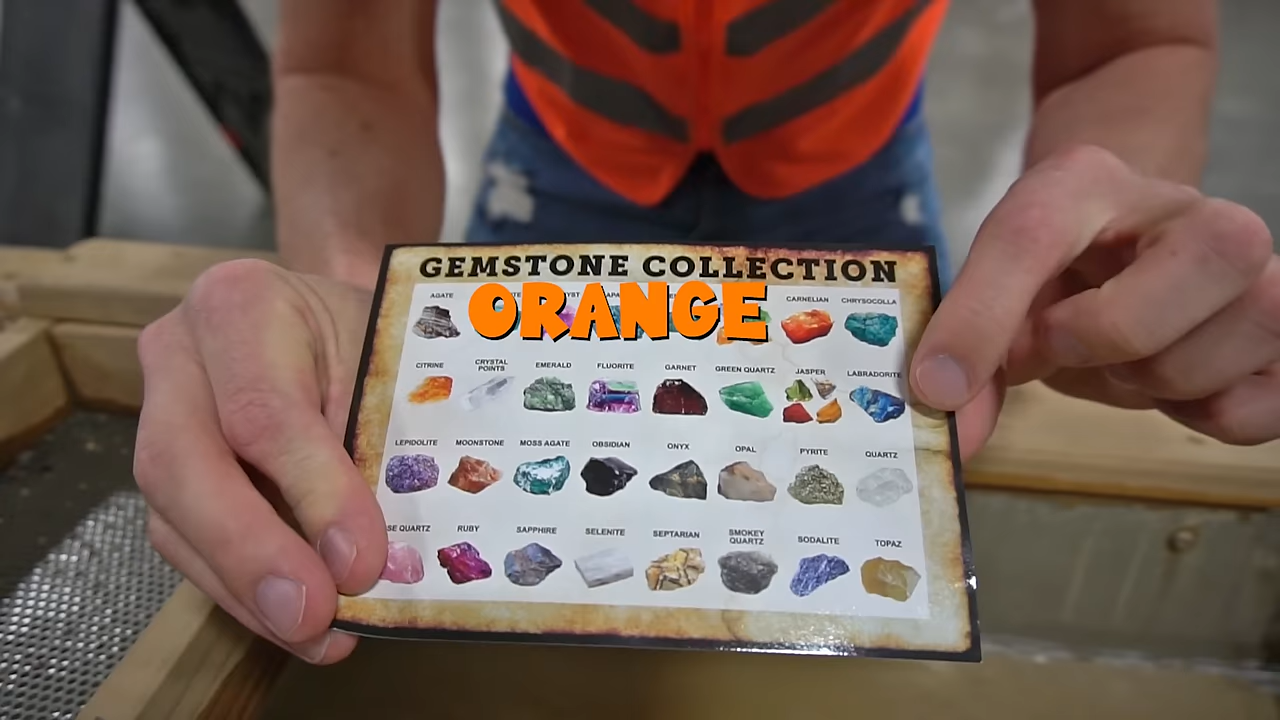 GEMSTONE COLLECTION
ORANGE
AGATE CARNELIAN CHRYSOCOLLA
CITRINE CRYSTAL POINTS EMERALD FLUORITE GARNET GREEN QUARTZ JASPER LABRADORITE
LEPIDOLITE MOONSTONE MOSS AGATE OBSIDIAN ONYX OPAL PYRITE QUARTZ
QUARTZ RUBY SAPPHIRE SELENITE SEPTARIAN SMOKEY QUARTZ SODALITE TOPAZ